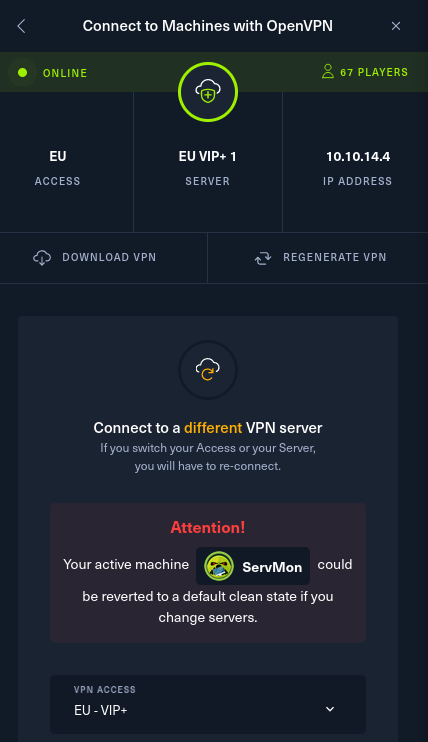 Connect to Machines with OpenVPN
ONLINE
67 PLAYERS
EU
ACCESS
EU VIP+ 1
SERVER
10.10.14.4
IP ADDRESS
DOWNLOAD VPN
REGENERATE VPN
Connect to a different VPN server
If you switch your Access or your Server,
you will have to re-connect.
Attention!
Your active machine ServMon could
be reverted to a default clean state if you
change servers.
VPN ACCESS
EU - VIP+